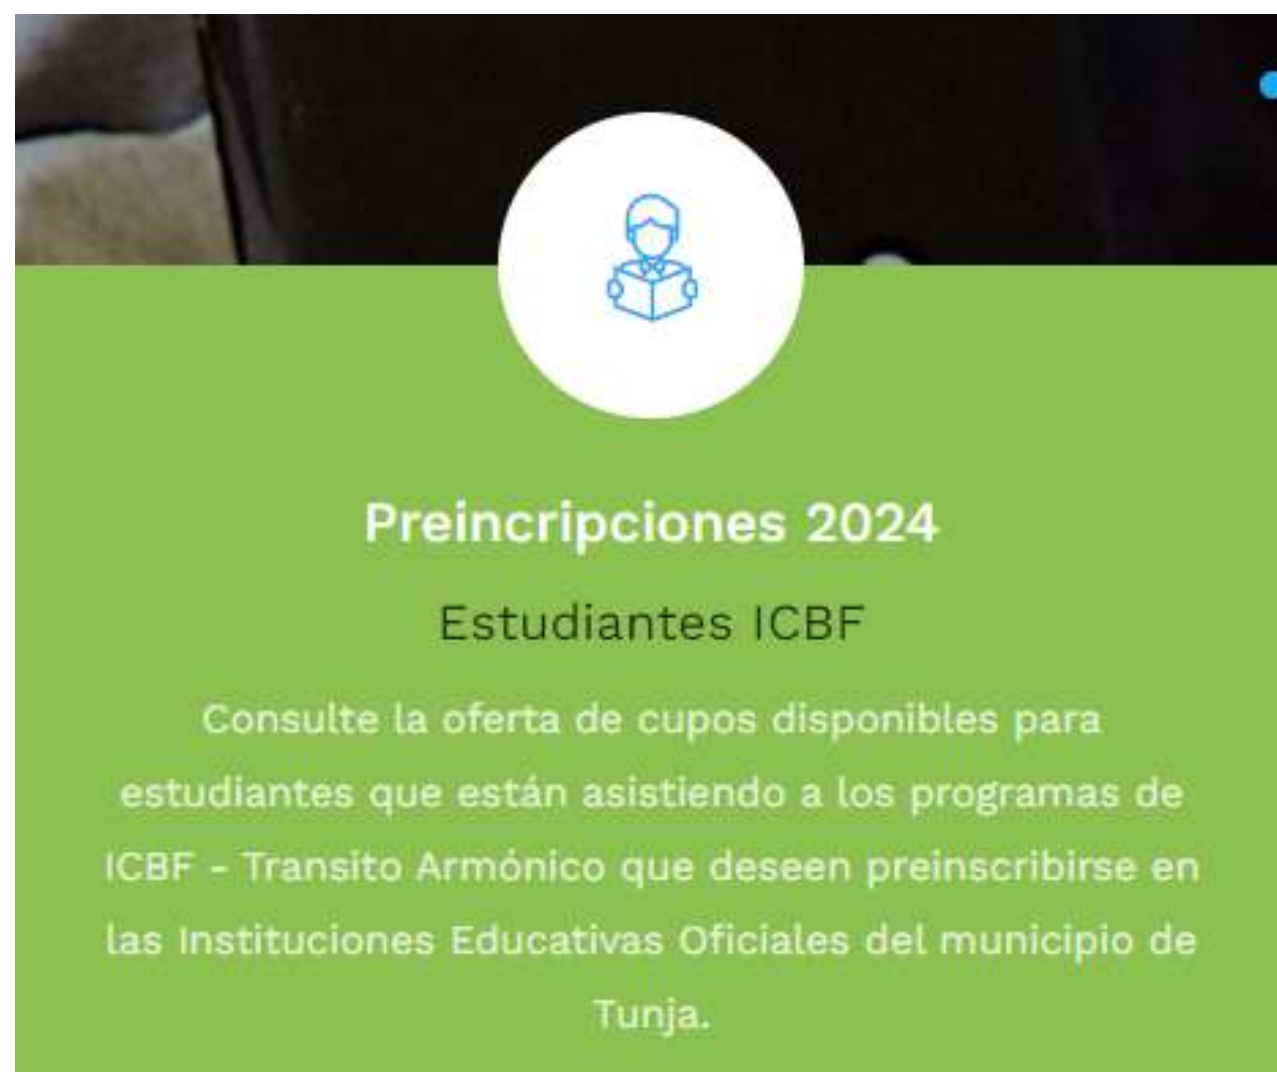 Preincripciones 2024
Estudiantes ICBF
Consulte la oferta de cupos disponibles para
estudiantes que están asistiendo a los programas de
ICBF - Transito Armónico que deseen preinscribirse en
las Instituciones Educativas Oficiales del municipio de
Tunja.